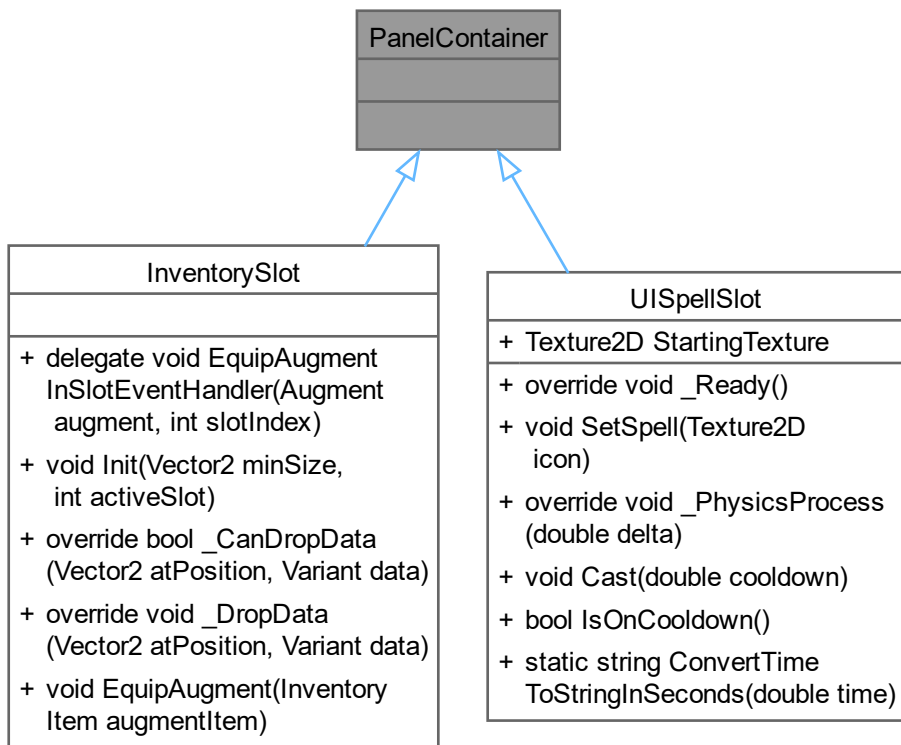 PanelContainer
InventorySlot
+ delegate void EquipAugment
InSlotEventHandler(Augment
augment, int slotIndex)
+ void Init(Vector2 minSize,
int activeSlot)
+ override bool _CanDropData
(Vector2 atPosition, Variant data)
+ override void _DropData
(Vector2 atPosition, Variant data)
+ void EquipAugment(Inventory
Item augmentItem)
UISpellSlot
+ Texture2D StartingTexture
+ override void _Ready()
+ void SetSpell(Texture2D
icon)
+ override void _PhysicsProcess
(double delta)
+ void Cast(double cooldown)
+ bool IsOnCooldown()
+ static string ConvertTime
ToStringInSeconds(double time)